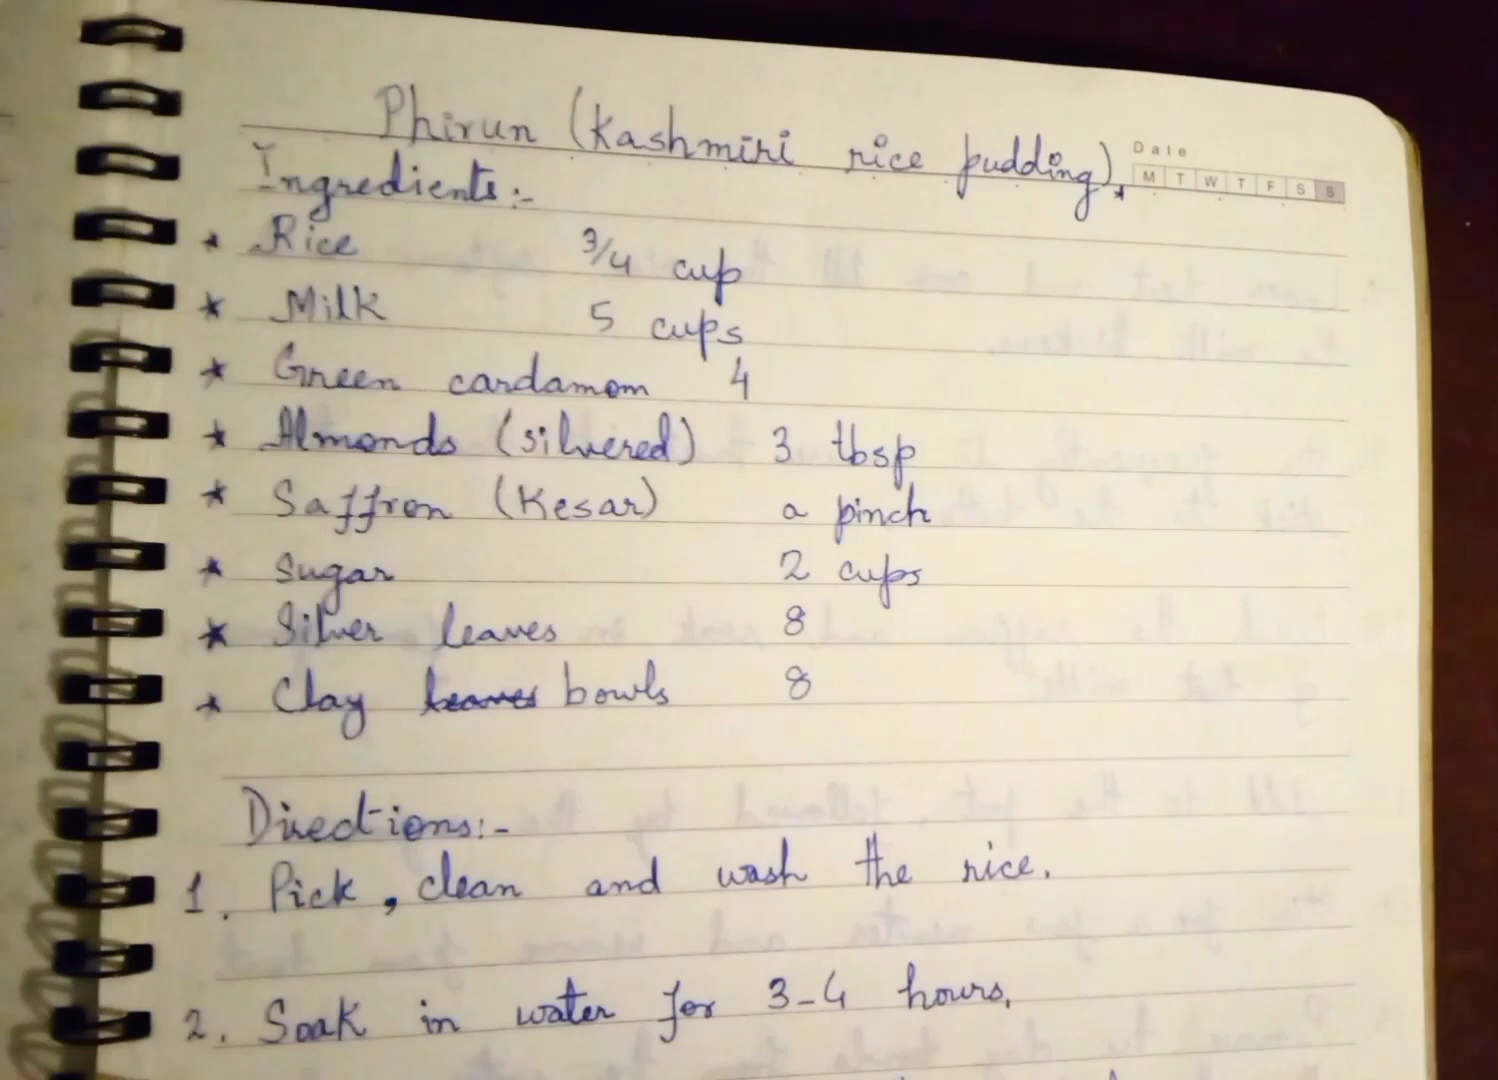 Phirun (Kashmiri rice pudding).
Date
M T W T F S S
Ingredients:-
* Rice 3/4 cup
* Milk 5 cups
* Green cardamom 4
* Almonds (silvered) 3 tbsp
* Saffron (Kesar) a pinch
* Sugar 2 cups
* Silver leaves 8
* Clay leaves bowls 8
Directions:-
1. Pick, clean and wash the rice.
2. Soak in water for 3-4 hours.